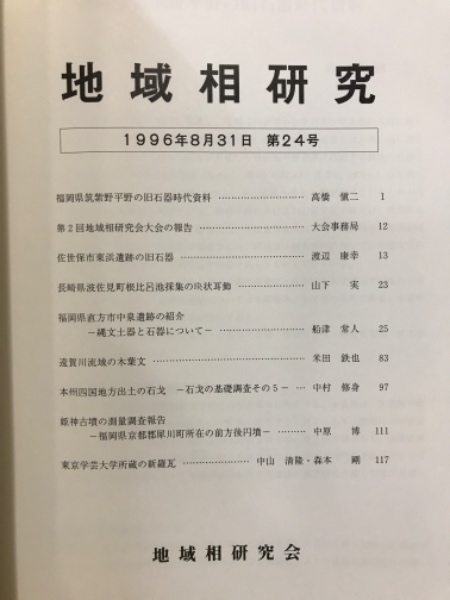 地域相研究
1996年8月31日 第24号
福岡県筑紫野平野の旧石器時代資料 ………………………… 高橋 愼二 1
第2回地域相研究会大会の報告 ………………………… 大会事務局 12
佐世保市東浜遺跡の旧石器 ………………………… 渡辺 康幸 13
長崎県波佐見町椴比呂池採集の玦状耳飾 ………………… 山下 実 23
福岡県直方市中泉遺跡の紹介
－縄文土器と石器について－ ………………… 船津 常人 25
遠賀川流域の木葉文 ………………………… 米田 鉄也 83
本州四国地方出土の石戈 －石戈の基礎調査その5－ … 中村 修身 97
姫神古墳の測量調査報告
－福岡県京都郡犀川町所在の前方後円墳－ ……… 中原 博 111
東京学芸大学所蔵の新羅瓦 ……………… 中山 清隆・森本 剛 117
地域相研究会